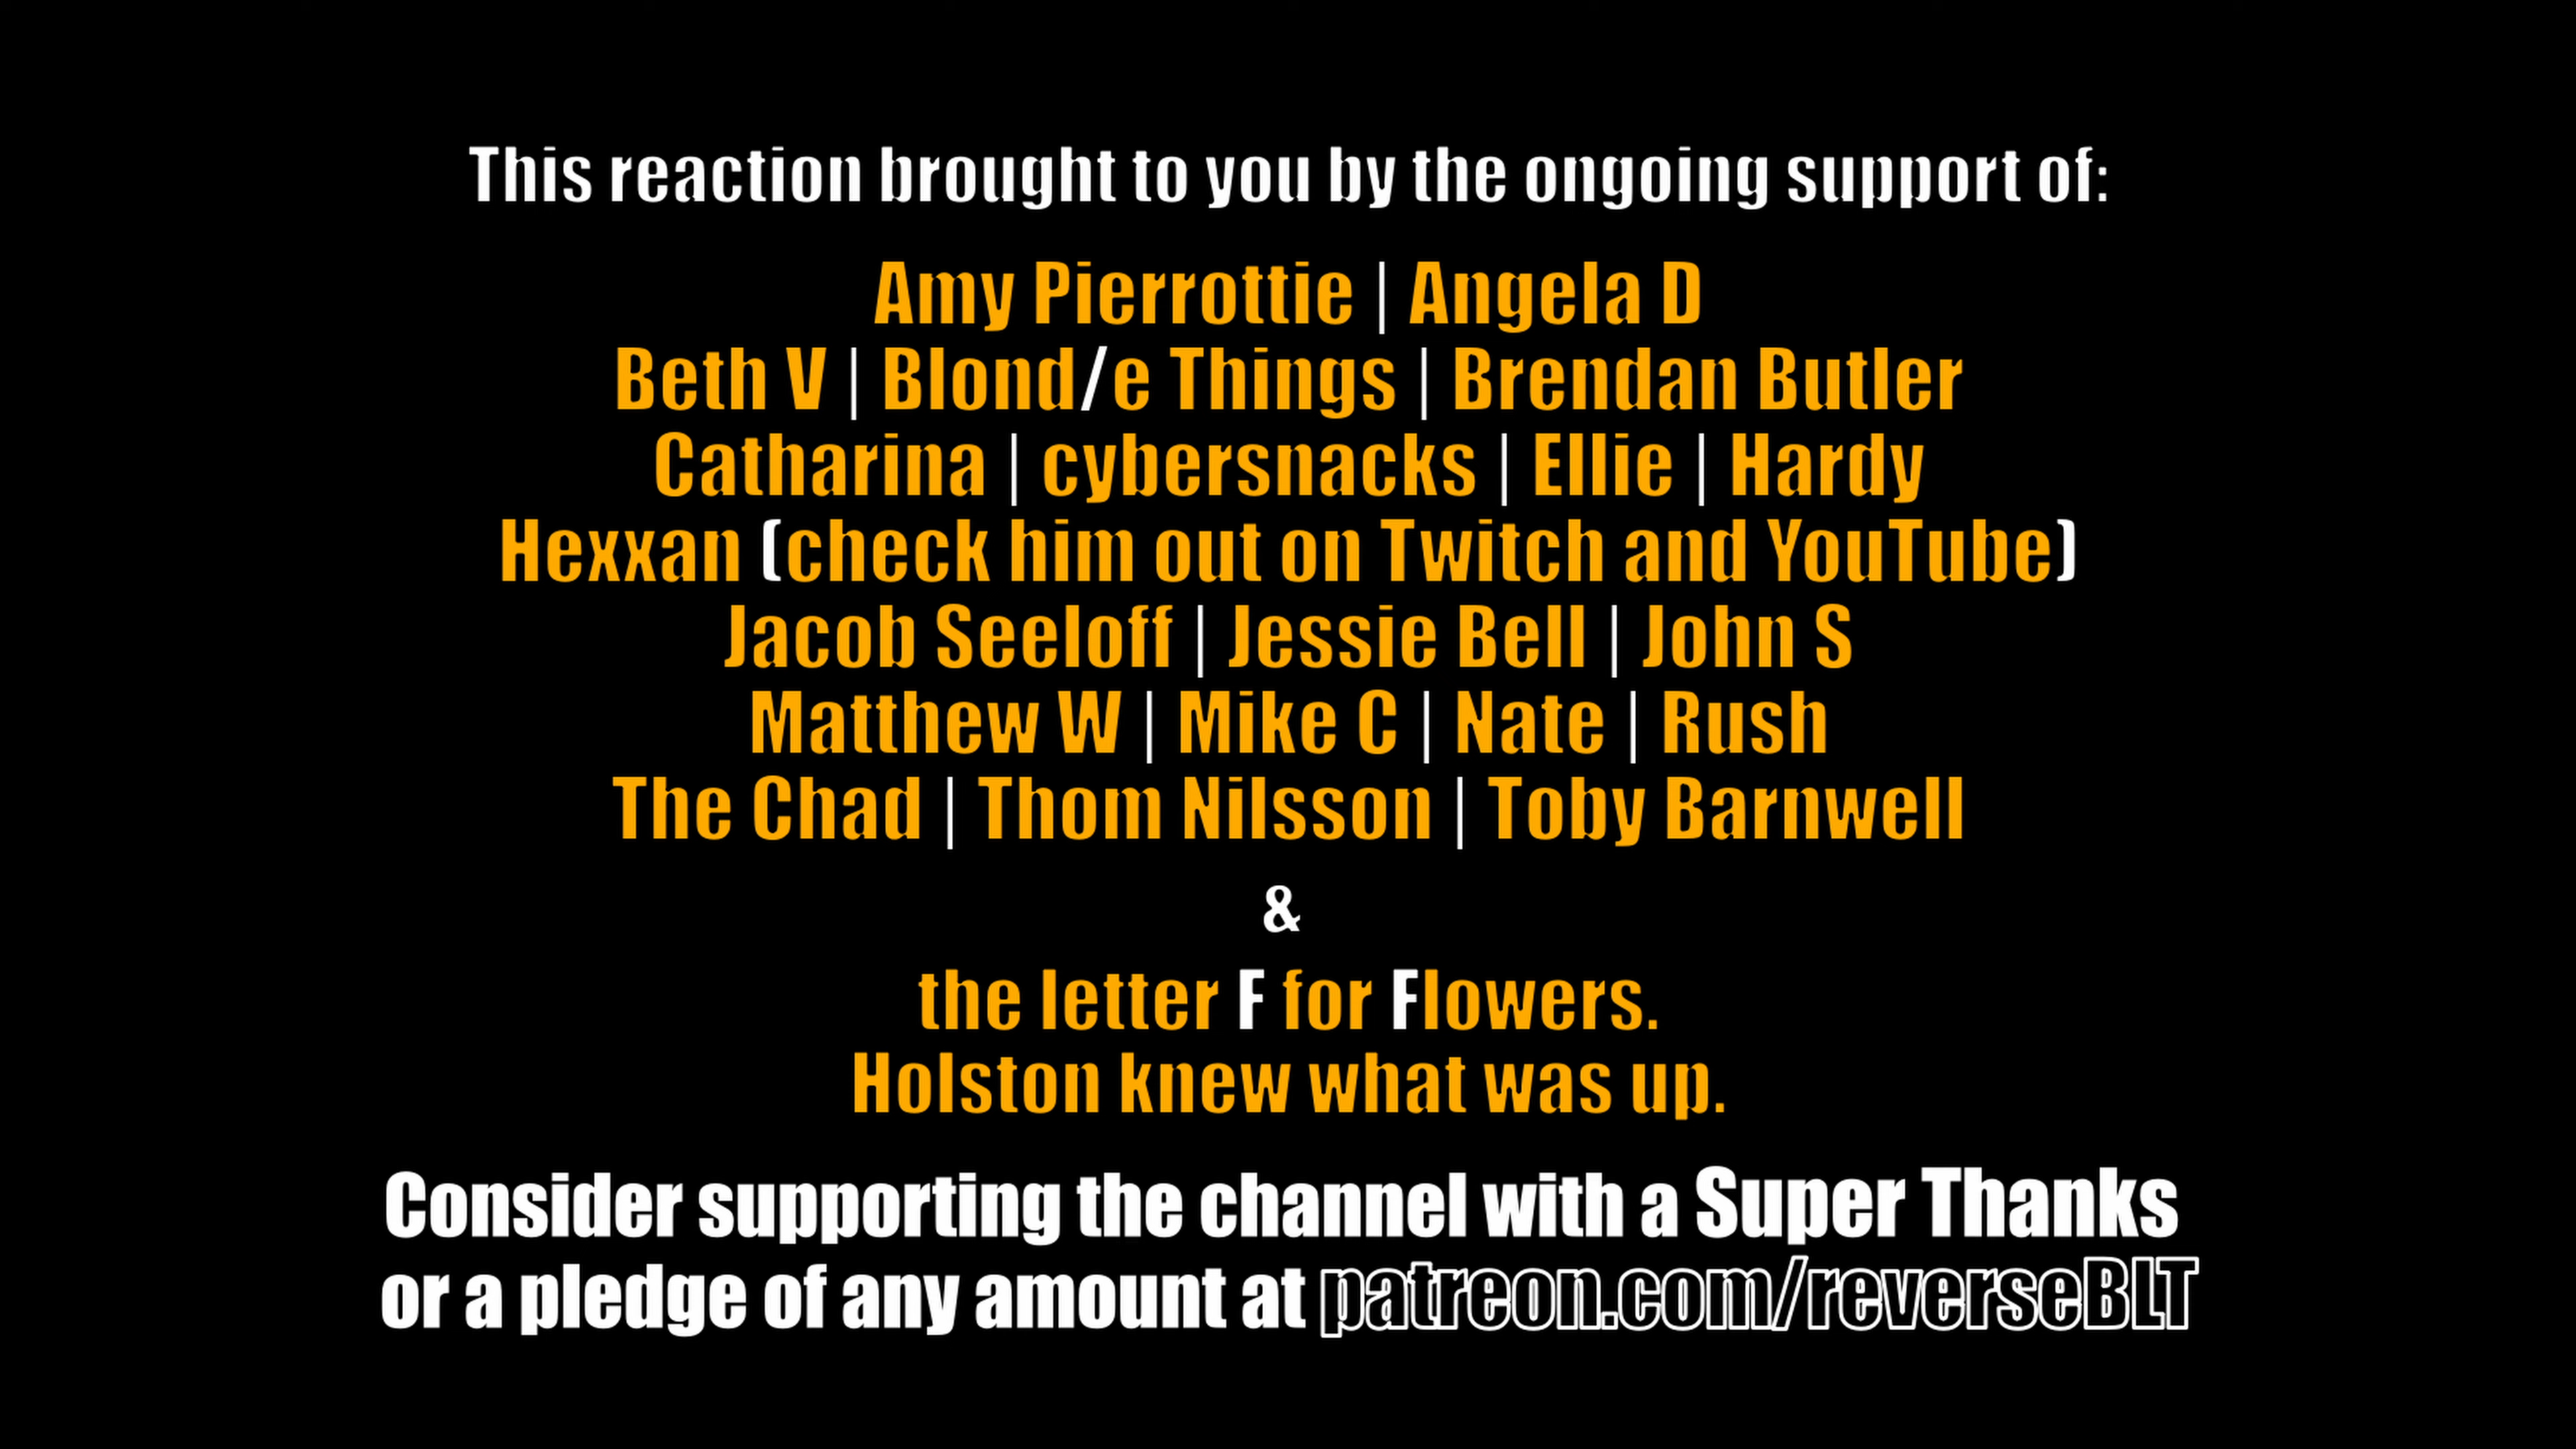 This reaction brought to you by the ongoing support of:
Amy Pierrottie | Angela D
Beth V | Blond/e Things | Brendan Butler
Catharina | cybersnacks | Ellie | Hardy
Hexxan (check him out on Twitch and YouTube)
Jacob Seeloff | Jessie Bell | John S
Matthew W | Mike C | Nate | Rush
The Chad | Thom Nilsson | Toby Barnwell
&
the letter F for Flowers.
Holston knew what was up.
Consider supporting the channel with a Super Thanks
or a pledge of any amount at patreon.com/reverseBLT